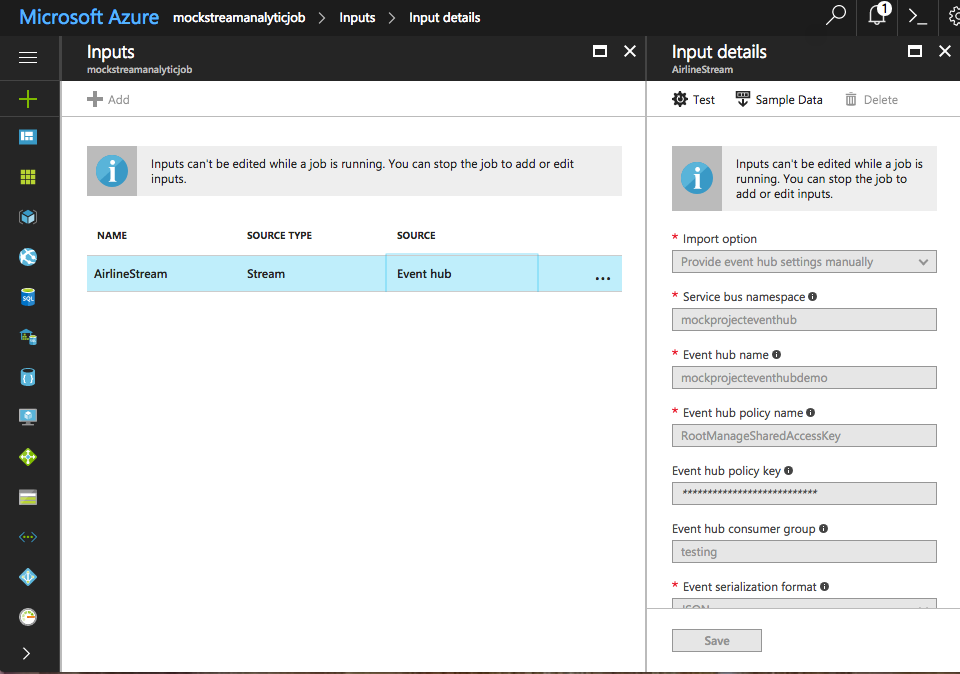 Microsoft Azure mockstreamanalyticjob > Inputs > Input details
1
Inputs
mockstreamanalyticjob
Add
Inputs can't be edited while a job is running. You can stop the job to add or edit
inputs.
NAME SOURCE TYPE SOURCE
AirlineStream Stream Event hub ...
Input details
AirlineStream
Test Sample Data Delete
Inputs can't be edited while a job is
running. You can stop the job to
add or edit inputs.
* Import option
Provide event hub settings manually
* Service bus namespace
mockprojecteventhub
* Event hub name
mockprojecteventhubdemo
* Event hub policy name
RootManageSharedAccessKey
Event hub policy key
***************************
Event hub consumer group
testing
* Event serialization format
JSON
Save
SQL